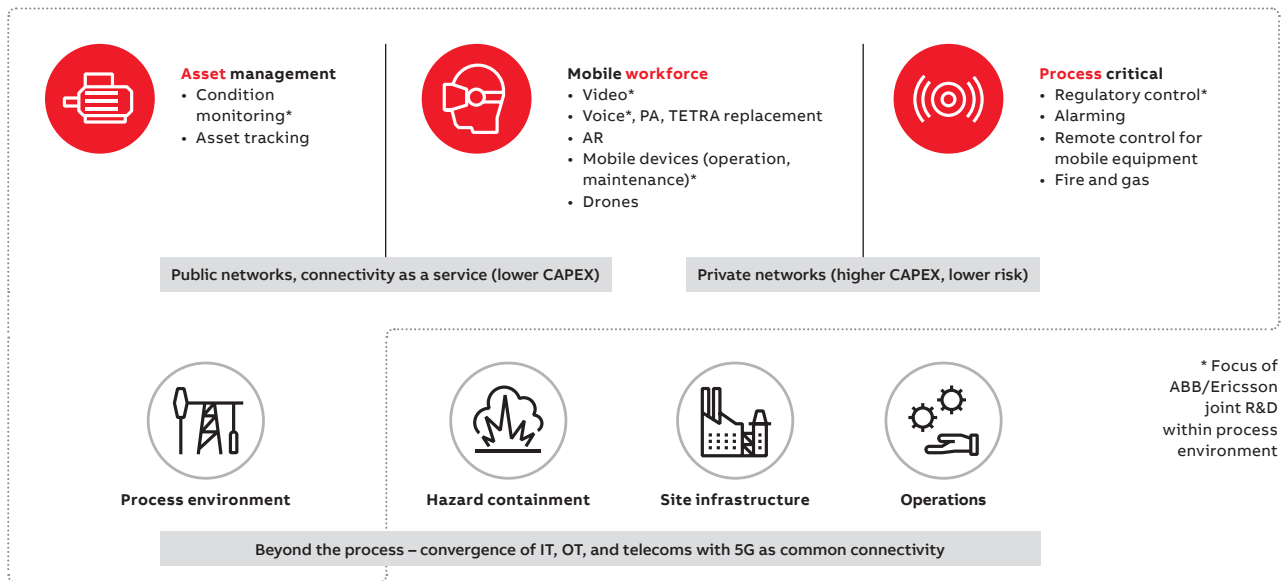 Asset management
• Condition
monitoring*
• Asset tracking
Mobile workforce
• Video*
• Voice*, PA, TETRA replacement
• AR
• Mobile devices (operation,
maintenance)*
• Drones
Process critical
• Regulatory control*
• Alarming
• Remote control for
mobile equipment
• Fire and gas
Public networks, connectivity as a service (lower CAPEX)
Private networks (higher CAPEX, lower risk)
* Focus of
ABB/Ericsson
joint R&D
within process
environment
Process environment
Hazard containment
Site infrastructure
Operations
Beyond the process – convergence of IT, OT, and telecoms with 5G as common connectivity